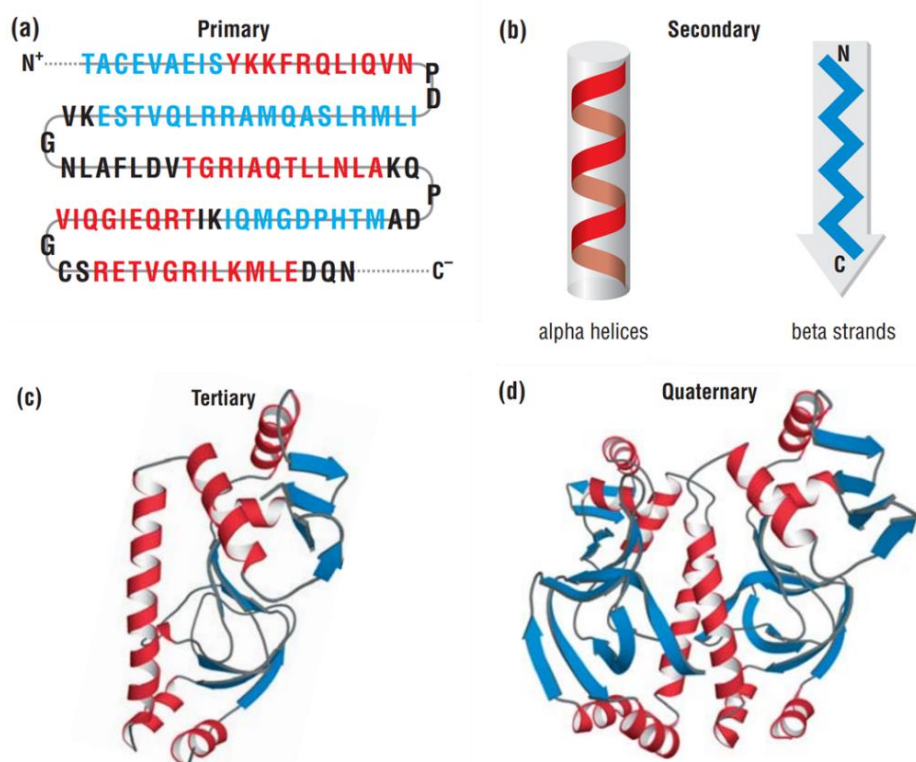 (a) Primary
N+ TACEVAEISYKKFRQLIQVN
P
D
VKESTVQLRRAMQASLRMLI
G
NLAFLDVTGRIAQTLLNLAKQ
P
VIQGIEQRTIKIQMGDPHTMAD
G
CSRETVGRILKMLEDQN C−
(b) Secondary
N
C
alpha helices beta strands
(c) Tertiary
(d) Quaternary